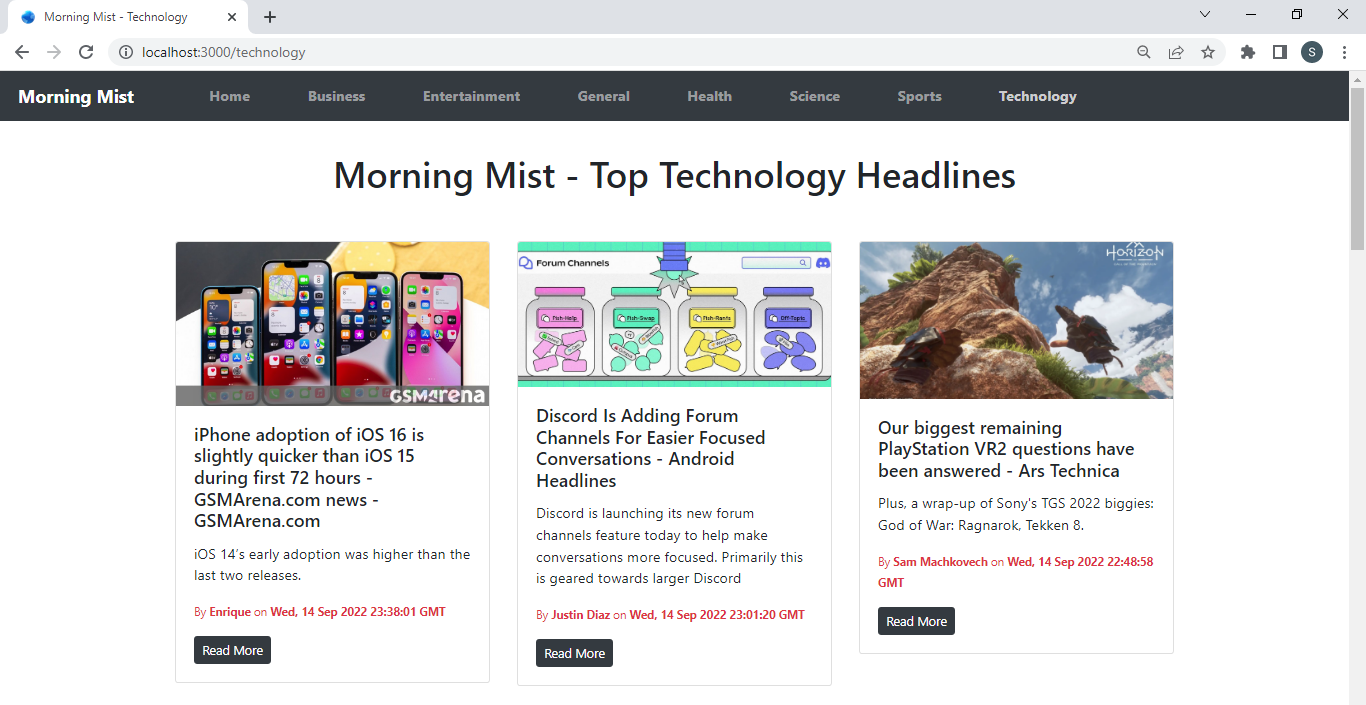 Morning Mist - Technology
localhost:3000/technology
S
Morning Mist Home Business Entertainment General Health Science Sports Technology
Morning Mist - Top Technology Headlines
GSMArena
iPhone adoption of iOS 16 is
slightly quicker than iOS 15
during first 72 hours -
GSMArena.com news -
GSMArena.com
iOS 14's early adoption was higher than the
last two releases.
By Enrique on Wed, 14 Sep 2022 23:38:01 GMT
Read More
Forum Channels
Fish-Help
Fish-Swap
Fish-Rants
Off-Topic
Discord Is Adding Forum
Channels For Easier Focused
Conversations - Android
Headlines
Discord is launching its new forum
channels feature today to help make
conversations more focused. Primarily this
is geared towards larger Discord
By Justin Diaz on Wed, 14 Sep 2022 23:01:20 GMT
Read More
HORIZON
Our biggest remaining
PlayStation VR2 questions have
been answered - Ars Technica
Plus, a wrap-up of Sony's TGS 2022 biggies:
God of War: Ragnarok, Tekken 8.
By Sam Machkovech on Wed, 14 Sep 2022 22:48:58
GMT
Read More